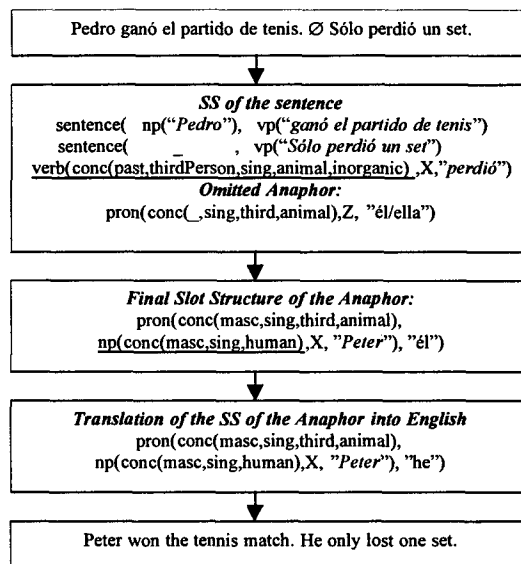 Pedro ganó el partido de tenis. Ø Sólo perdió un set.
SS of the sentence
sentence( np("Pedro"), vp("ganó el partido de tenis")
sentence( _ , vp("Sólo perdió un set")
verb(conc(past,thirdPerson,sing,animal,inorganic) ,X,"perdió")
Omitted Anaphor:
pron(conc(_,sing,third,animal),Z, "él/ella")
Final Slot Structure of the Anaphor:
pron(conc(masc,sing,third,animal),
np(conc(masc,sing,human),X, "Peter"), "él")
Translation of the SS of the Anaphor into English
pron(conc(masc,sing,third,animal),
np(conc(masc,sing,human),X, "Peter"), "he")
Peter won the tennis match. He only lost one set.